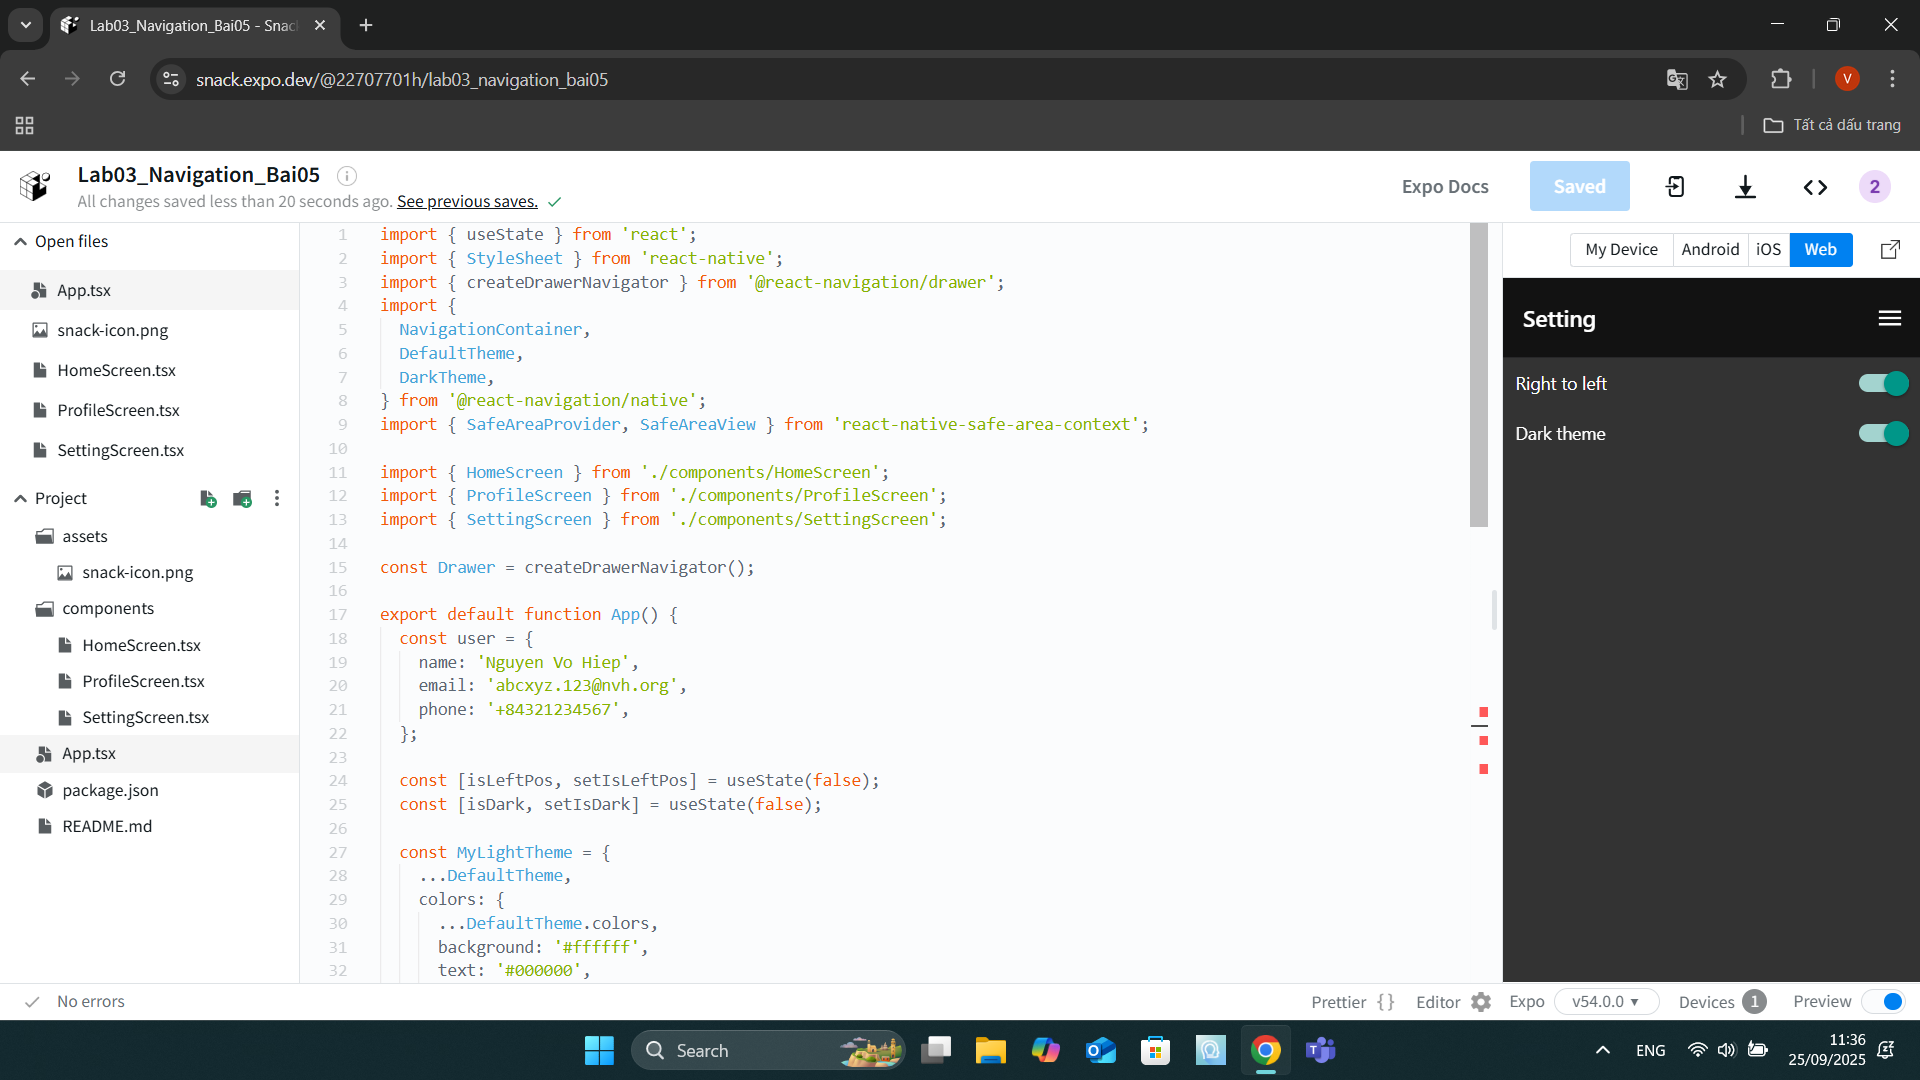 Lab03_Navigation_Bai05 - Snac
snack.expo.dev/@22707701h/lab03_navigation_bai05
V
Tất cả dấu trang
Lab03_Navigation_Bai05
All changes saved less than 20 seconds ago. See previous saves.
Expo Docs
Saved
2
Open files
App.tsx
snack-icon.png
HomeScreen.tsx
ProfileScreen.tsx
SettingScreen.tsx
Project
assets
snack-icon.png
components
HomeScreen.tsx
ProfileScreen.tsx
SettingScreen.tsx
App.tsx
package.json
README.md
1 import { useState } from 'react';
2 import { StyleSheet } from 'react-native';
3 import { createDrawerNavigator } from '@react-navigation/drawer';
4 import {
5 NavigationContainer,
6 DefaultTheme,
7 DarkTheme,
8 } from '@react-navigation/native';
9 import { SafeAreaProvider, SafeAreaView } from 'react-native-safe-area-context';
10
11 import { HomeScreen } from './components/HomeScreen';
12 import { ProfileScreen } from './components/ProfileScreen';
13 import { SettingScreen } from './components/SettingScreen';
14
15 const Drawer = createDrawerNavigator();
16
17 export default function App() {
18 const user = {
19 name: 'Nguyen Vo Hiep',
20 email: 'abcxyz.123@nvh.org',
21 phone: '+84321234567',
22 };
23
24 const [isLeftPos, setIsLeftPos] = useState(false);
25 const [isDark, setIsDark] = useState(false);
26
27 const MyLightTheme = {
28 ...DefaultTheme,
29 colors: {
30 ...DefaultTheme.colors,
31 background: '#ffffff',
32 text: '#000000',
My Device
Android
iOS
Web
Setting
Right to left
Dark theme
No errors
Prettier {}
Editor
Expo
v54.0.0
Devices 1
Preview
Search
ENG
11:36
25/09/2025